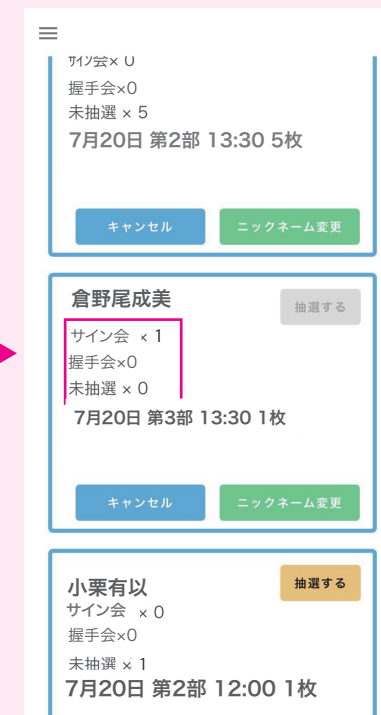 サイン会× 0
握手会×0
未抽選 × 5
7月20日 第2部 13:30 5枚
キャンセル ニックネーム変更
倉野尾成美 抽選する
サイン会 × 1
握手会×0
未抽選 × 0
7月20日 第3部 13:30 1枚
キャンセル ニックネーム変更
小栗有以 抽選する
サイン会 × 0
握手会×0
未抽選 × 1
7月20日 第2部 12:00 1枚